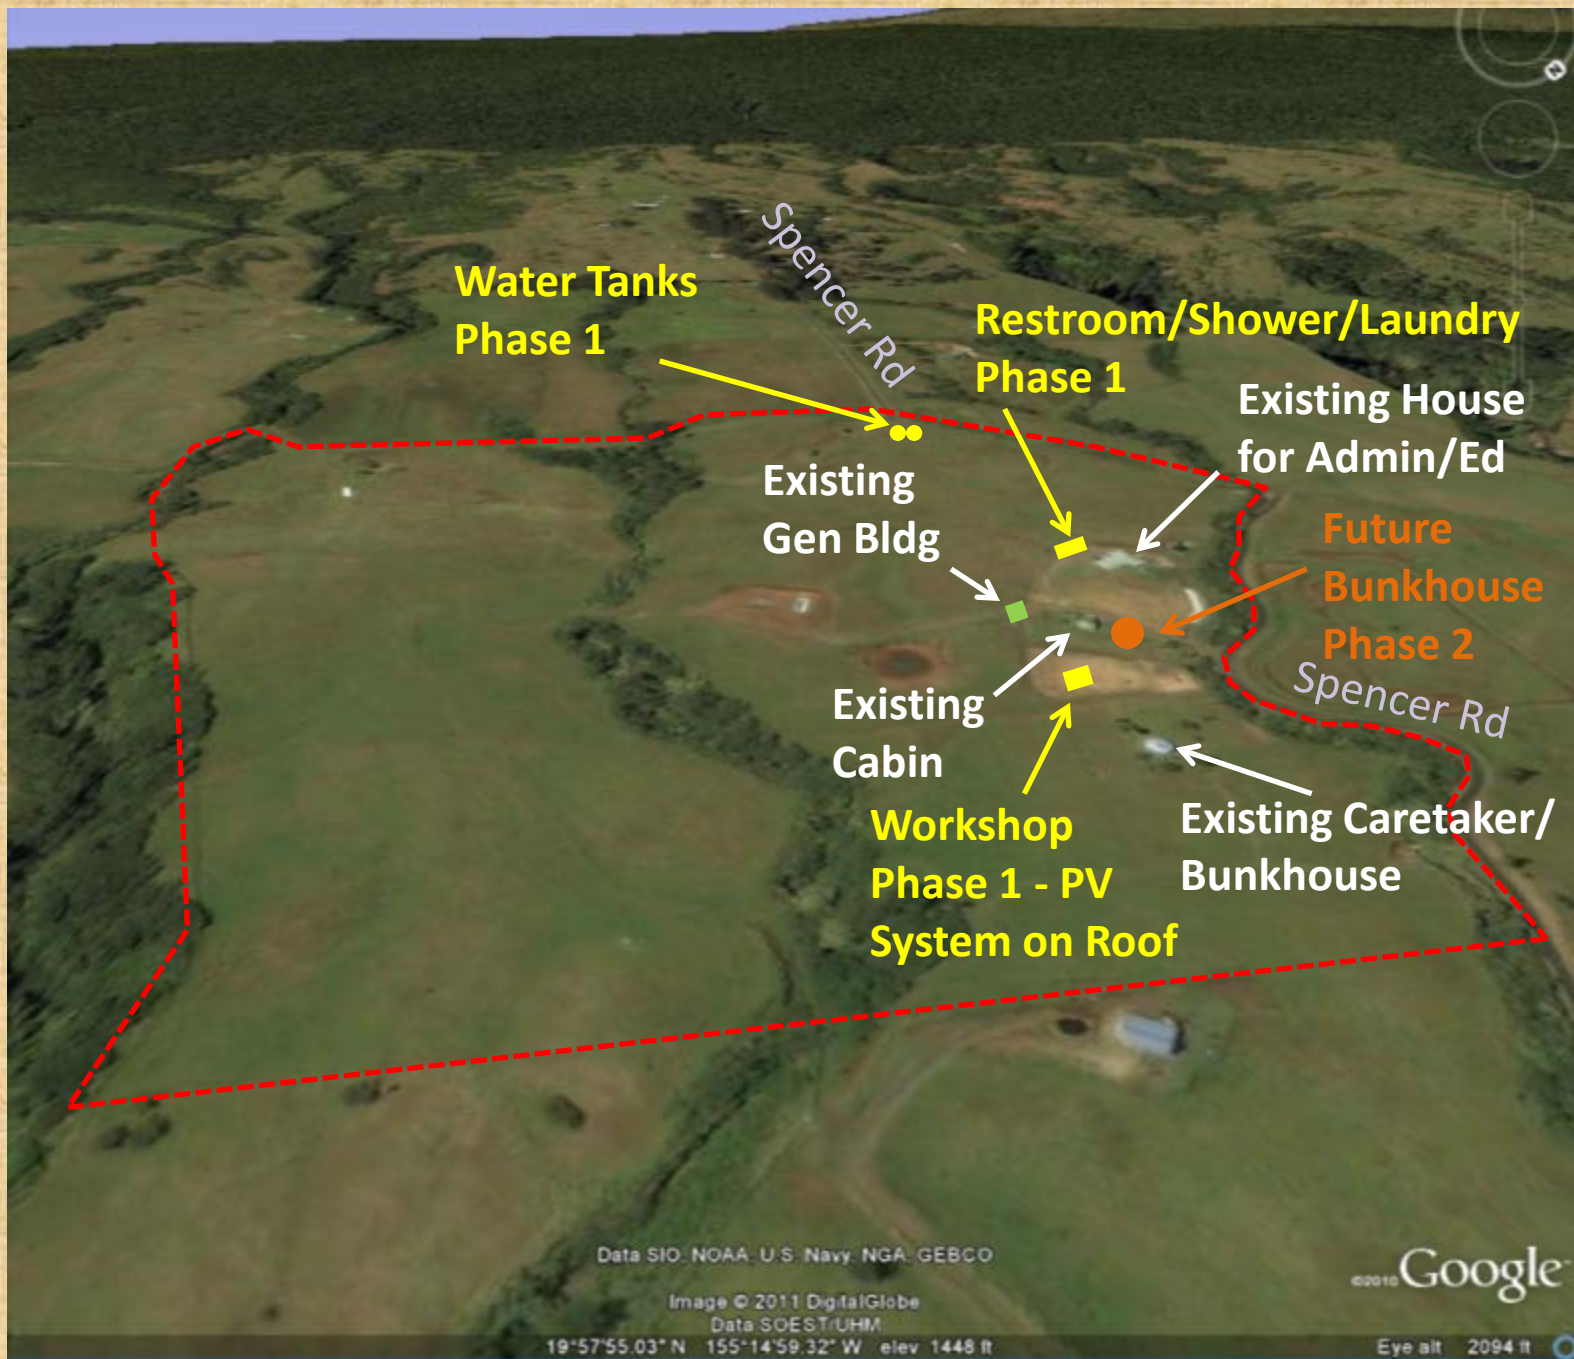 Spencer Rd
Water Tanks
Phase 1
Restroom/Shower/Laundry
Phase 1
Existing House
for Admin/Ed
Existing
Gen Bldg
Future
Bunkhouse
Phase 2
Spencer Rd
Existing
Cabin
Workshop
Phase 1 - PV
System on Roof
Existing Caretaker/
Bunkhouse
Data SIO, NOAA, U.S. Navy, NGA, GEBCO
©2010 Google
Image © 2011 DigitalGlobe
Data SOEST/UHM
19°57'55.03" N 155°14'59.32" W elev 1448 ft
Eye alt 2094 ft